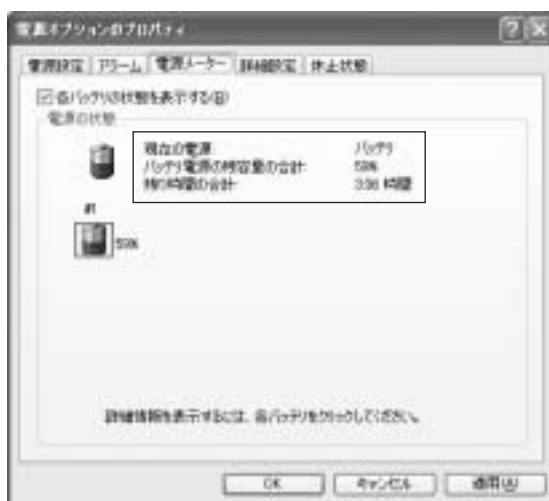 電源オプションのプロパティ
電源設定 アラーム 電源メーター 詳細設定 休止状態
各バッテリの状態を表示する(B)
電源の状態
現在の電源 バッテリ
バッテリ電源の残容量の合計 59%
残り時間の合計 3:36 時間
#1
59%
詳細情報を表示するには、各バッテリをクリックしてください。
OK キャンセル 適用(A)